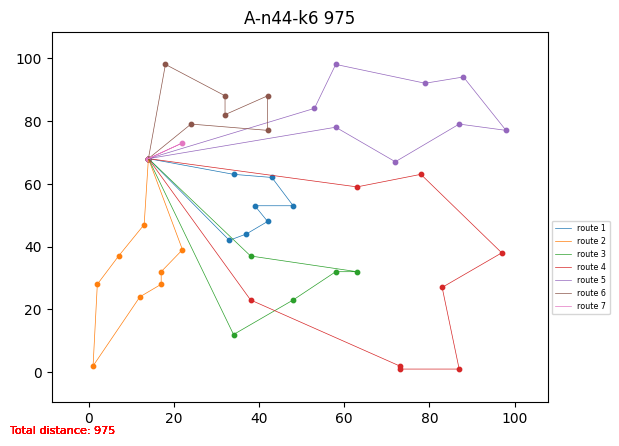 A-n44-k6 975
100
80
60
40
20
0
0 20 40 60 80 100
route 1
route 2
route 3
route 4
route 5
route 6
route 7
Total distance: 975